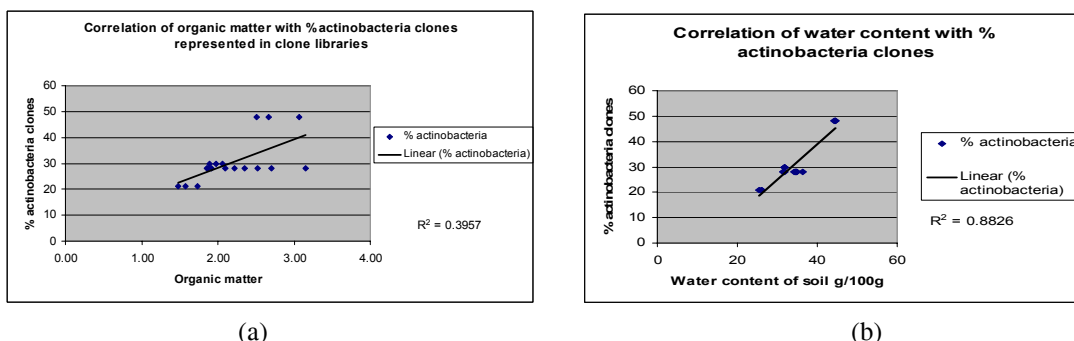 Correlation of organic matter with %actinobacteria clones
represented in clone libraries
% actinobacteria clones
60
50
40
30
20
10
0
0.00 1.00 2.00 3.00 4.00
Organic matter
% actinobacteria
Linear (% actinobacteria)
R² = 0.3957
(a)
Correlation of water content with %
actinobacteria clones
% actinobacteria clones
60
50
40
30
20
10
0
0 20 40 60
Water content of soil g/100g
% actinobacteria
Linear (%
actinobacteria)
R² = 0.8826
(b)